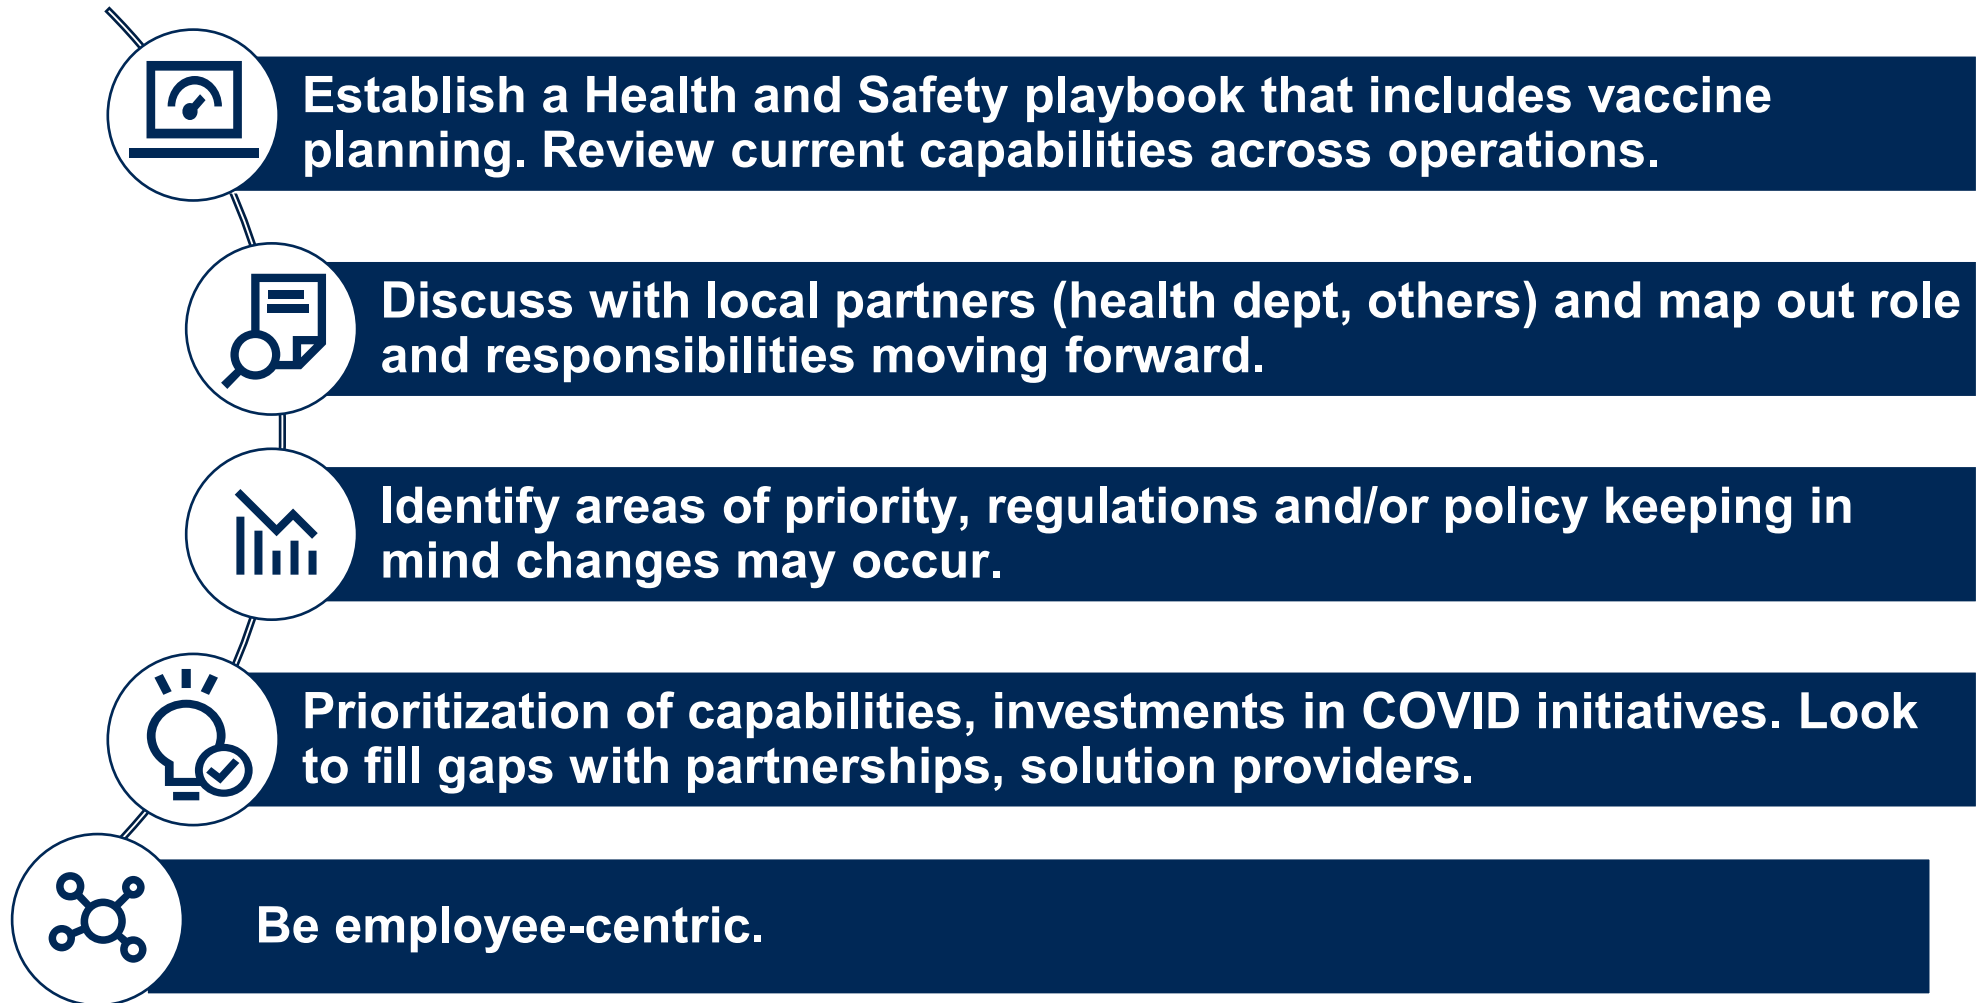 Establish a Health and Safety playbook that includes vaccine
planning. Review current capabilities across operations.
Discuss with local partners (health dept, others) and map out role
and responsibilities moving forward.
Identify areas of priority, regulations and/or policy keeping in
mind changes may occur.
Prioritization of capabilities, investments in COVID initiatives. Look
to fill gaps with partnerships, solution providers.
Be employee-centric.